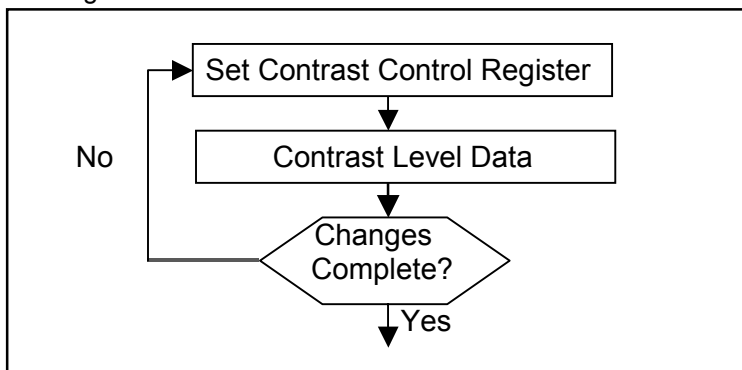 Set Contrast Control Register
No
Contrast Level Data
Changes
Complete?
Yes